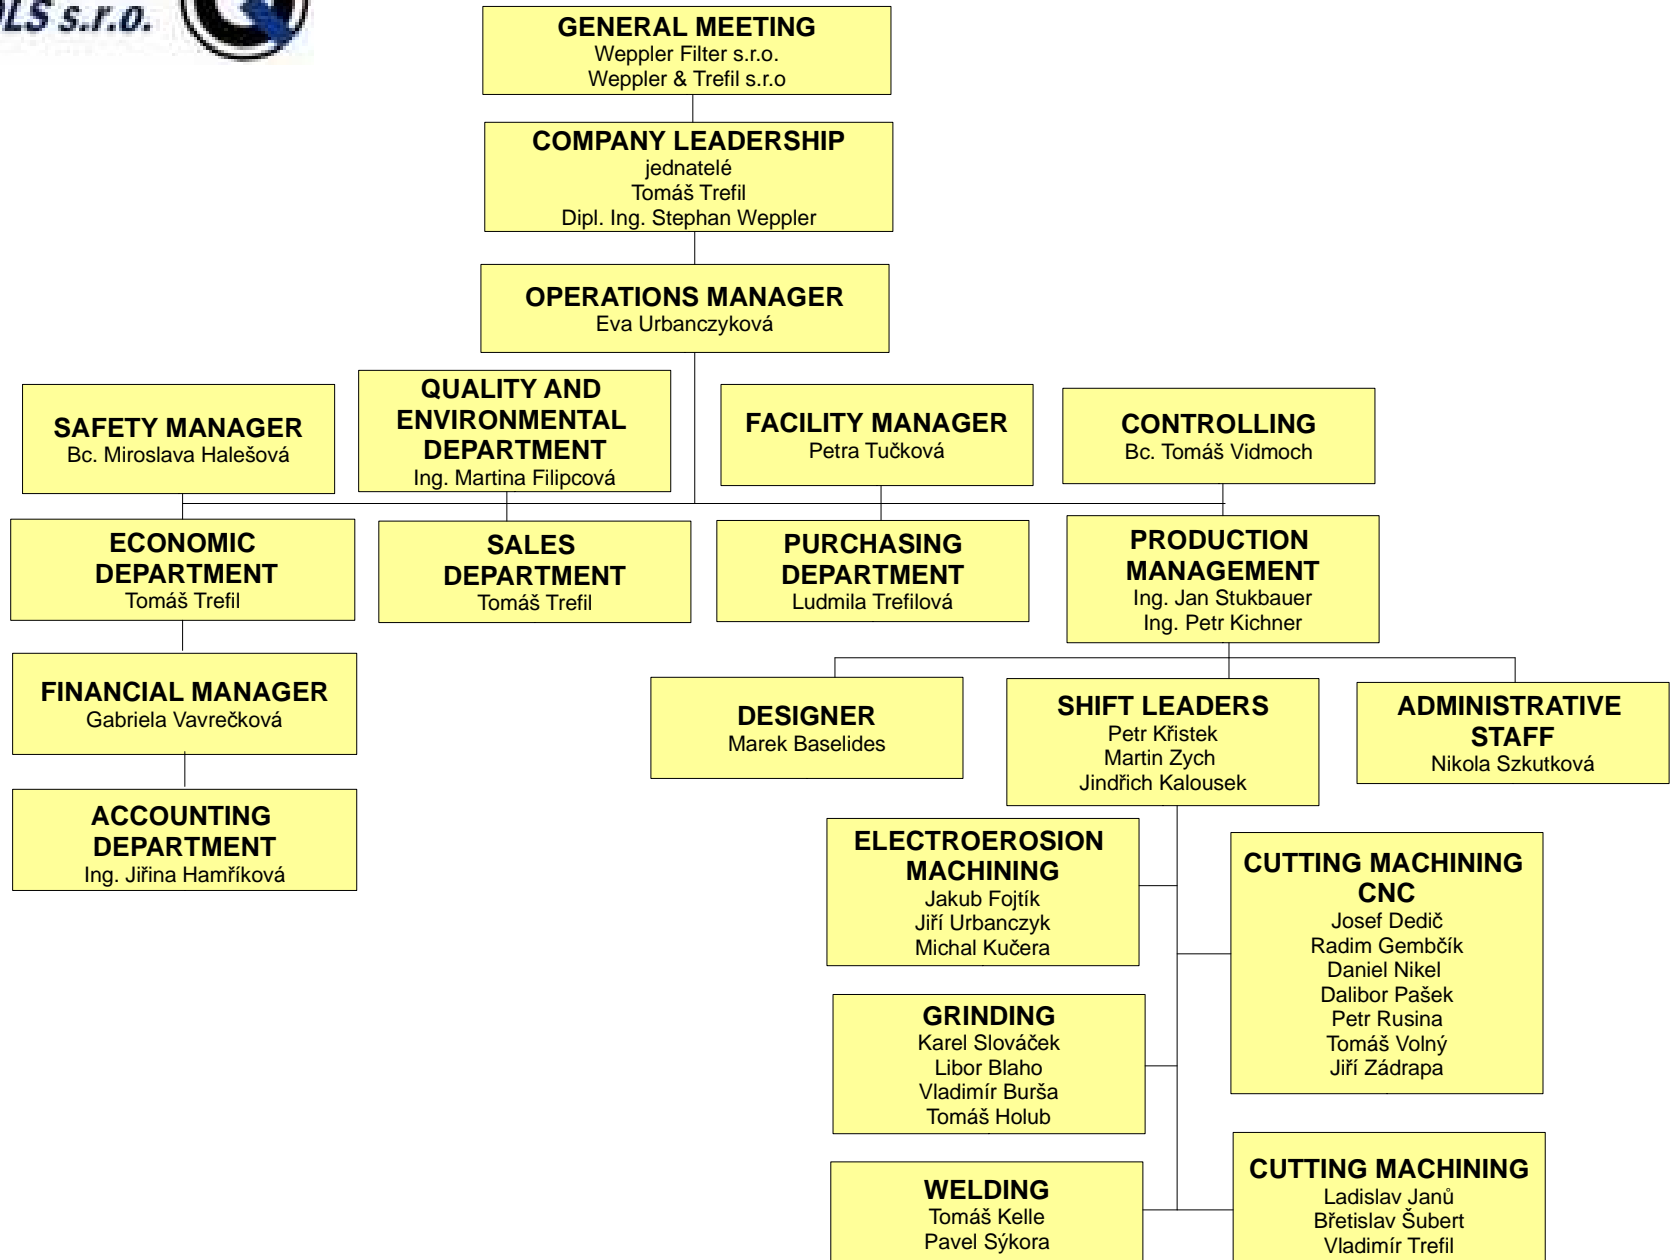 s.r.o.
GENERAL MEETING
Weppler Filter s.r.o.
Weppler & Trefil s.r.o
COMPANY LEADERSHIP
jednatelé
Tomáš Trefil
Dipl. Ing. Stephan Weppler
OPERATIONS MANAGER
Eva Urbanczyková
SAFETY MANAGER
Bc. Miroslava Halešová
QUALITY AND
ENVIRONMENTAL
DEPARTMENT
Ing. Martina Filipcová
FACILITY MANAGER
Petra Tučková
CONTROLLING
Bc. Tomáš Vidmoch
ECONOMIC
DEPARTMENT
Tomáš Trefil
SALES
DEPARTMENT
Tomáš Trefil
PURCHASING
DEPARTMENT
Ludmila Trefilová
PRODUCTION
MANAGEMENT
Ing. Jan Stukbauer
Ing. Petr Kichner
FINANCIAL MANAGER
Gabriela Vavrečková
DESIGNER
Marek Baselides
SHIFT LEADERS
Petr Křistek
Martin Zych
Jindřich Kalousek
ADMINISTRATIVE
STAFF
Nikola Szkutková
ACCOUNTING
DEPARTMENT
Ing. Jiřina Hamříková
ELECTROEROSION
MACHINING
Jakub Fojtík
Jiří Urbanczyk
Michal Kučera
CUTTING MACHINING
CNC
Josef Dedič
Radim Gembčík
Daniel Nikel
Dalibor Pašek
Petr Rusina
Tomáš Volný
Jiří Zádrapa
GRINDING
Karel Slováček
Libor Blaho
Vladimír Burša
Tomáš Holub
WELDING
Tomáš Kelle
Pavel Sýkora
CUTTING MACHINING
Ladislav Janů
Břetislav Šubert
Vladimír Trefil